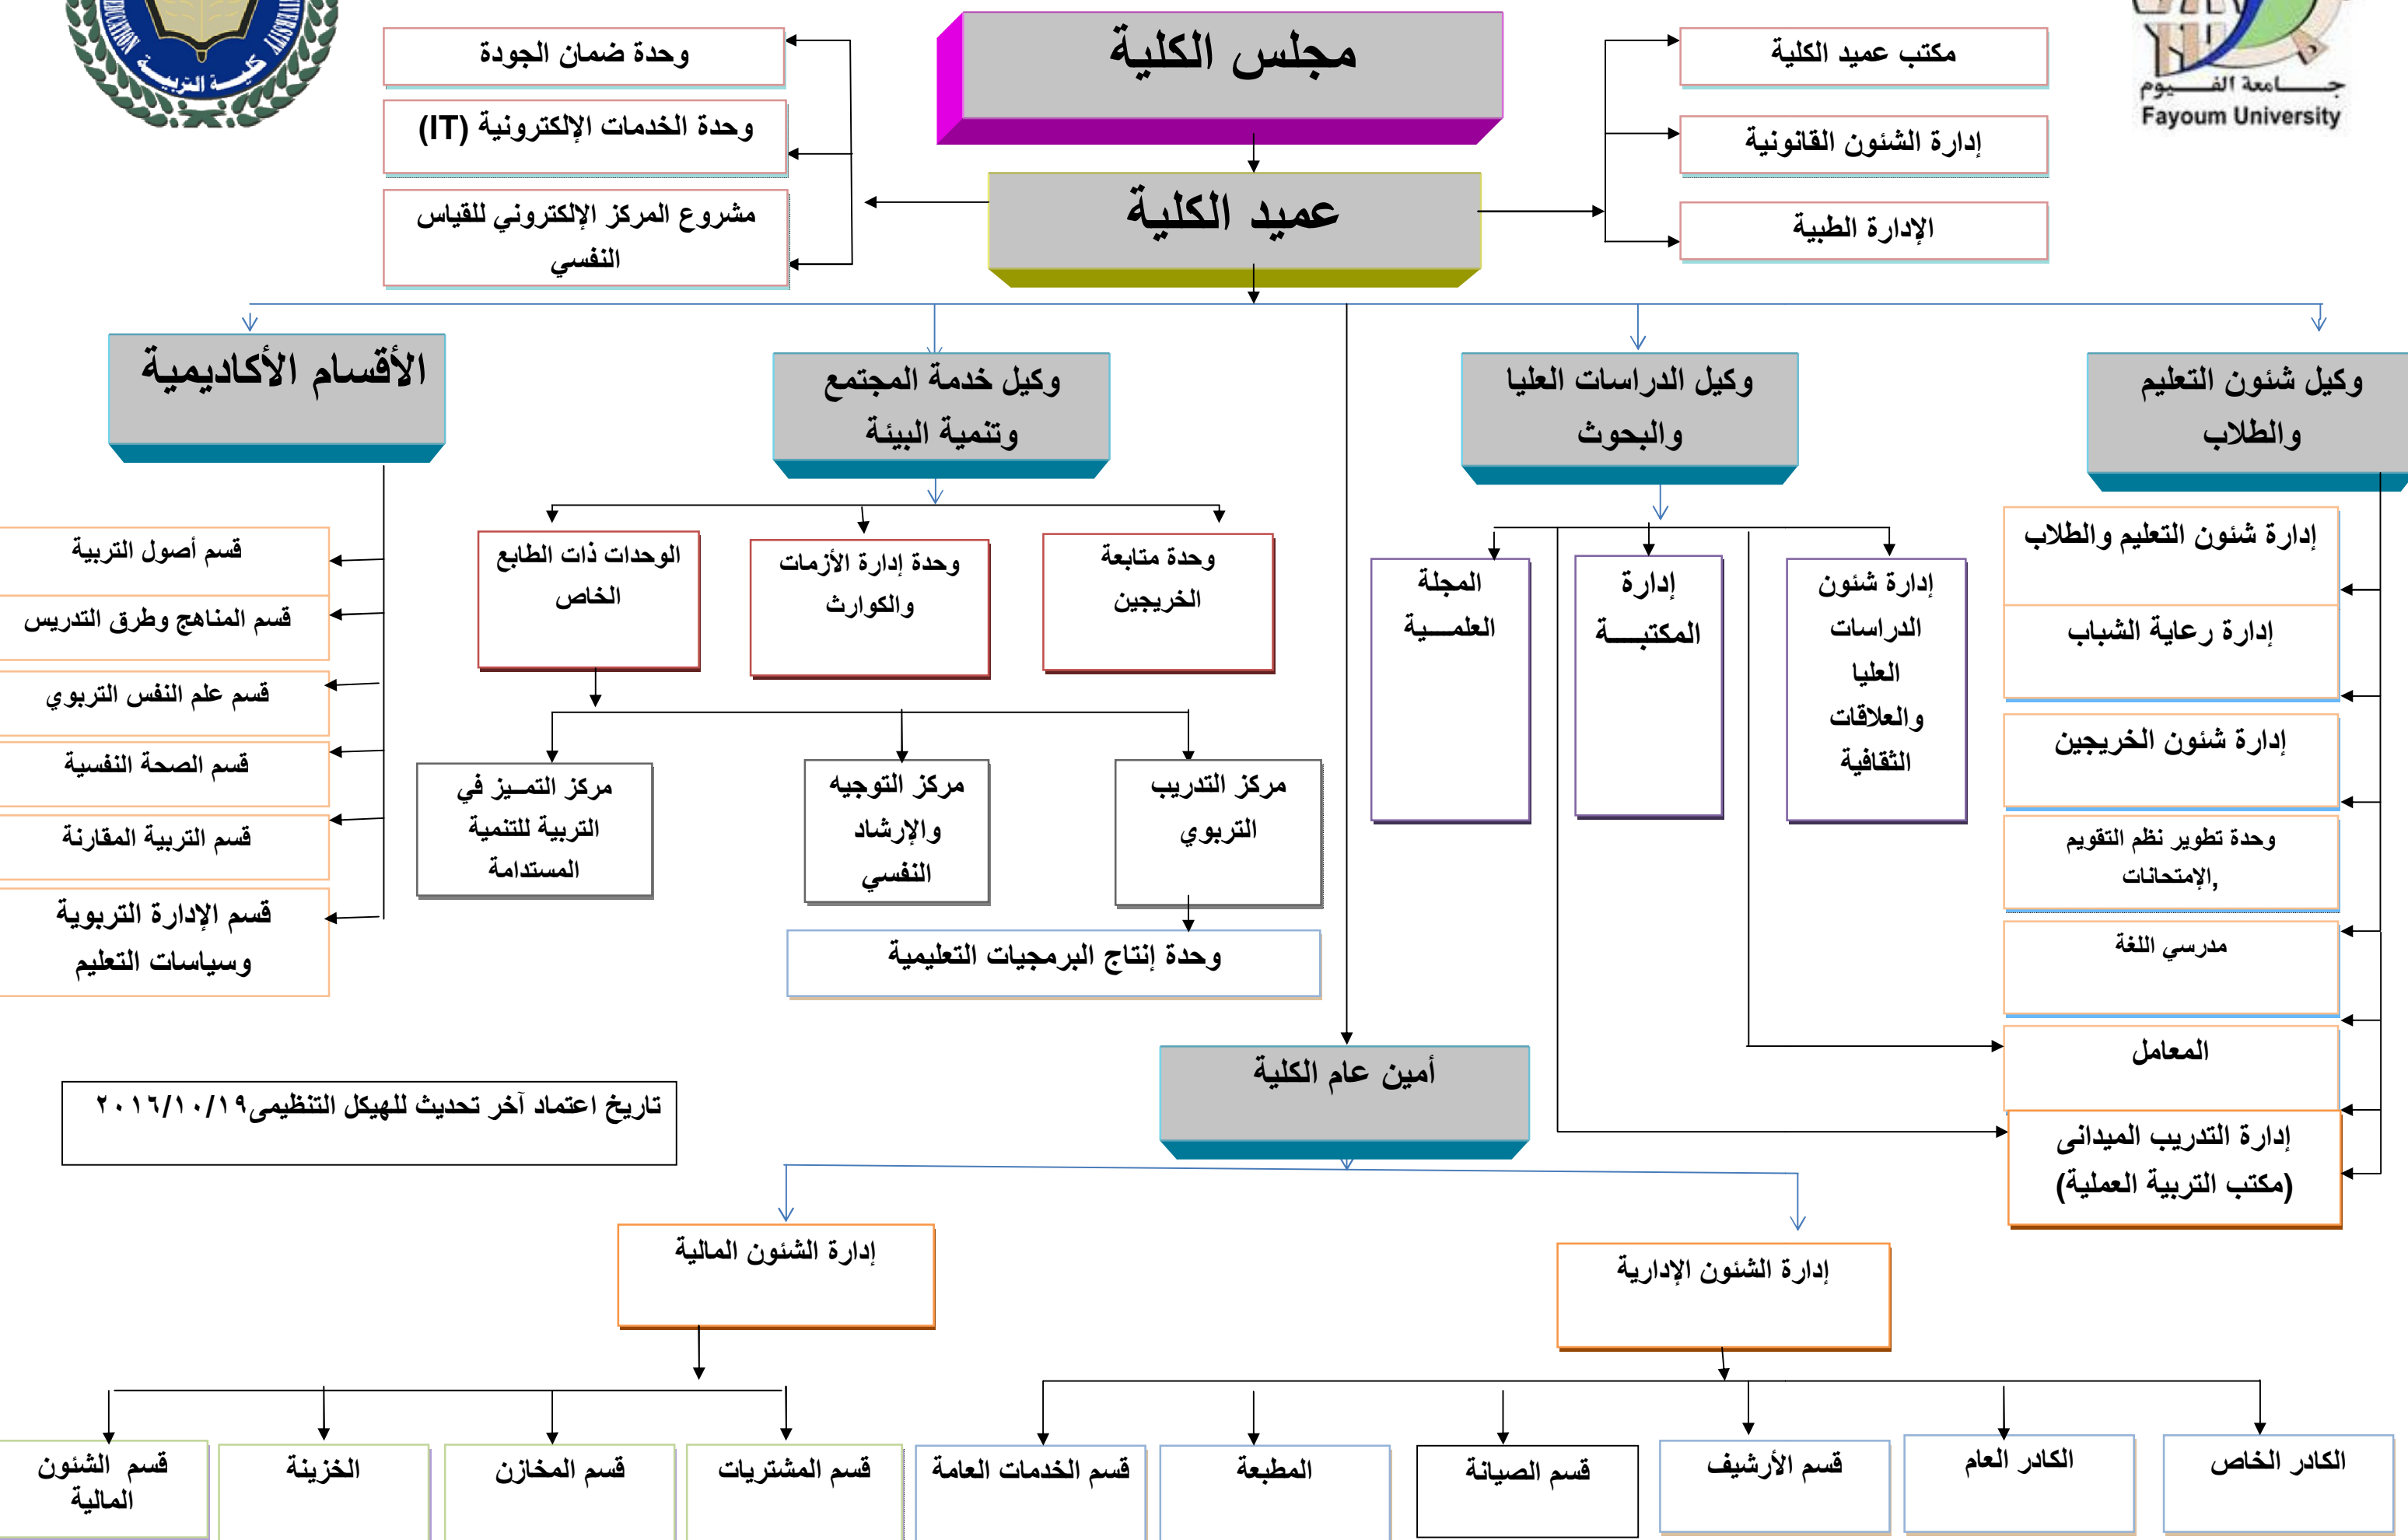 مجلس الكلية
عميد الكلية
مكتب عميد الكلية
إدارة الشئون القانونية
الإدارة الطبية
وحدة ضمان الجودة
وحدة الخدمات الإلكترونية (IT)
مشروع المركز الإلكتروني للقياس
النفسي
جـــامعة الفـــيوم
Fayoum University
كلية التربية
وكيل شئون التعليم
والطلاب
وكيل الدراسات العليا
والبحوث
وكيل خدمة المجتمع
وتنمية البيئة
الأقسام الأكاديمية
إدارة شئون التعليم والطلاب
إدارة رعاية الشباب
إدارة شئون الخريجين
وحدة تطوير نظم التقويم
,الإمتحانات
مدرسي اللغة
المعامل
إدارة التدريب الميدانى
(مكتب التربية العملية)
إدارة شئون
الدراسات
العليا
والعلاقات
الثقافية
إدارة
المكتبـــــة
المجلة
العلمــــية
وحدة متابعة
الخريجين
وحدة إدارة الأزمات
والكوارث
الوحدات ذات الطابع
الخاص
مركز التدريب
التربوي
مركز التوجيه
والإرشاد
النفسي
مركز التمــيز في
التربية للتنمية
المستدامة
وحدة إنتاج البرمجيات التعليمية
قسم أصول التربية
قسم المناهج وطرق التدريس
قسم علم النفس التربوي
قسم الصحة النفسية
قسم التربية المقارنة
قسم الإدارة التربوية
وسياسات التعليم
أمين عام الكلية
تاريخ اعتماد آخر تحديث للهيكل التنظيمى٢٠١٦/١٠/١٩
إدارة الشئون الإدارية
إدارة الشئون المالية
الكادر الخاص
الكادر العام
قسم الأرشيف
قسم الصيانة
المطبعة
قسم الخدمات العامة
قسم المشتريات
قسم المخازن
الخزينة
قسم الشئون
المالية